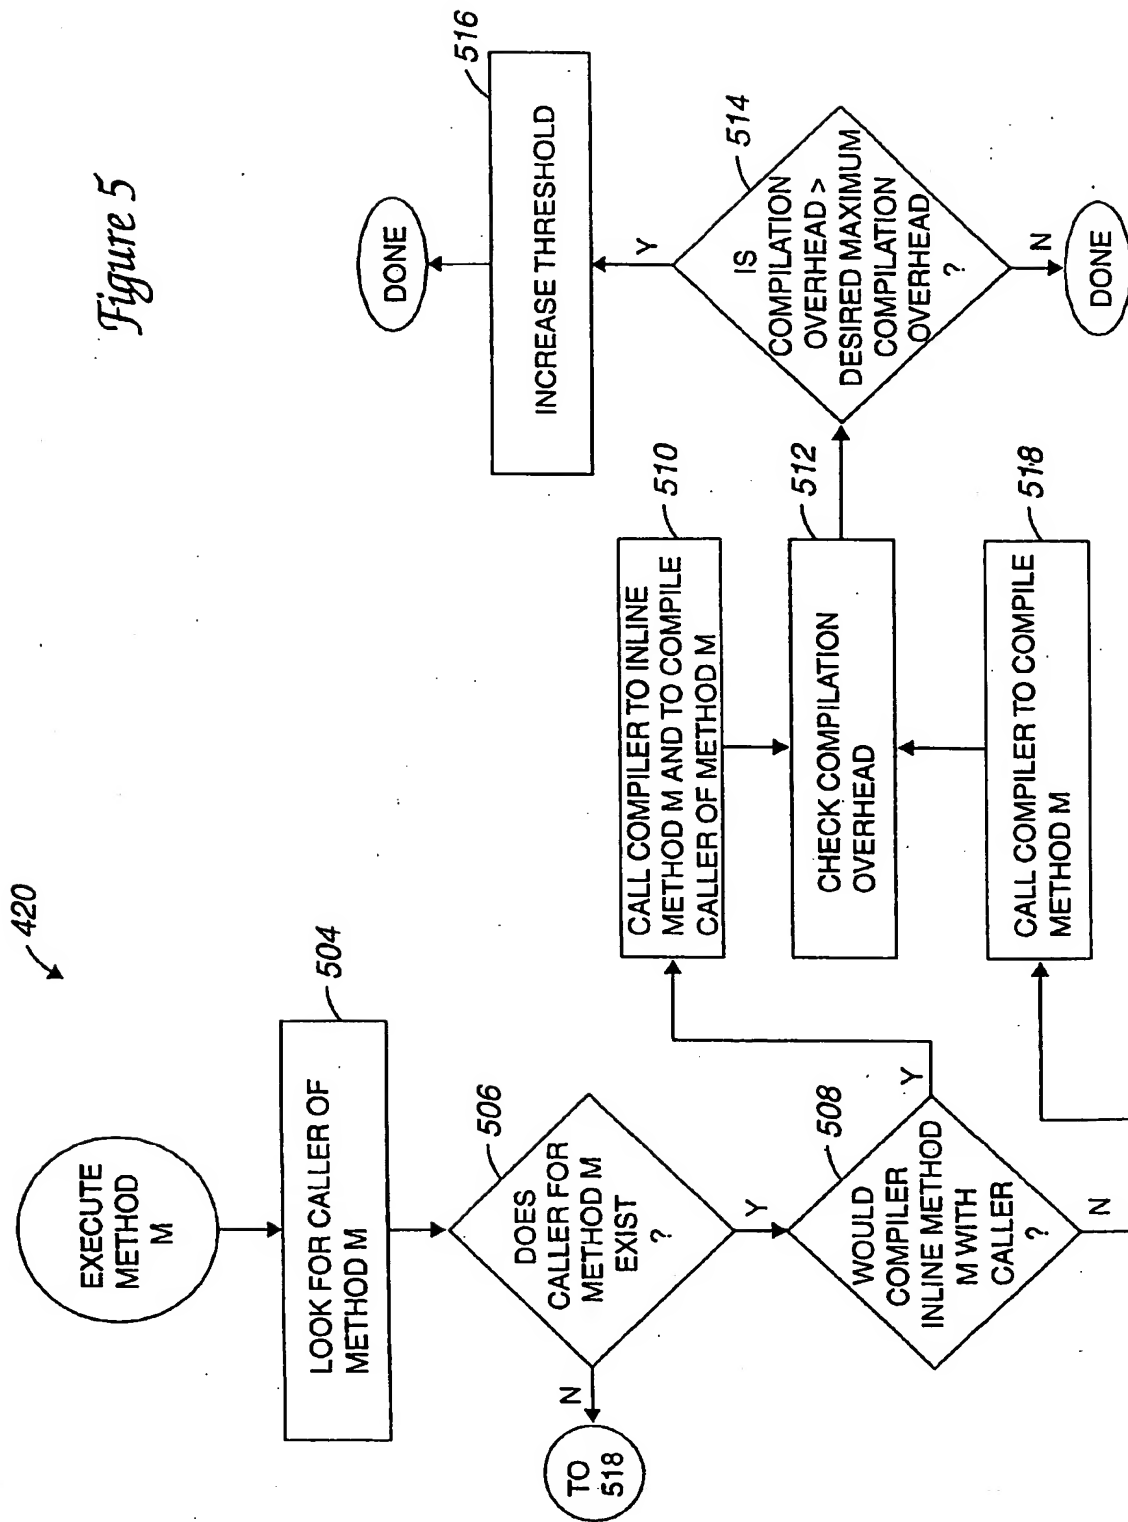 Figure 5
420
EXECUTE
METHOD
M
504
LOOK FOR CALLER OF
METHOD M
506
DOES
CALLER FOR
METHOD M
EXIST
?
N
TO
518
Y
508
WOULD
COMPILER
INLINE METHOD
M WITH
CALLER
?
Y
N
510
CALL COMPILER TO INLINE
METHOD M AND TO COMPILE
CALLER OF METHOD M
512
CHECK COMPILATION
OVERHEAD
518
CALL COMPILER TO COMPILE
METHOD M
514
IS
COMPILATION
OVERHEAD >
DESIRED MAXIMUM
COMPILATION
OVERHEAD
?
Y
N
DONE
516
INCREASE THRESHOLD
DONE